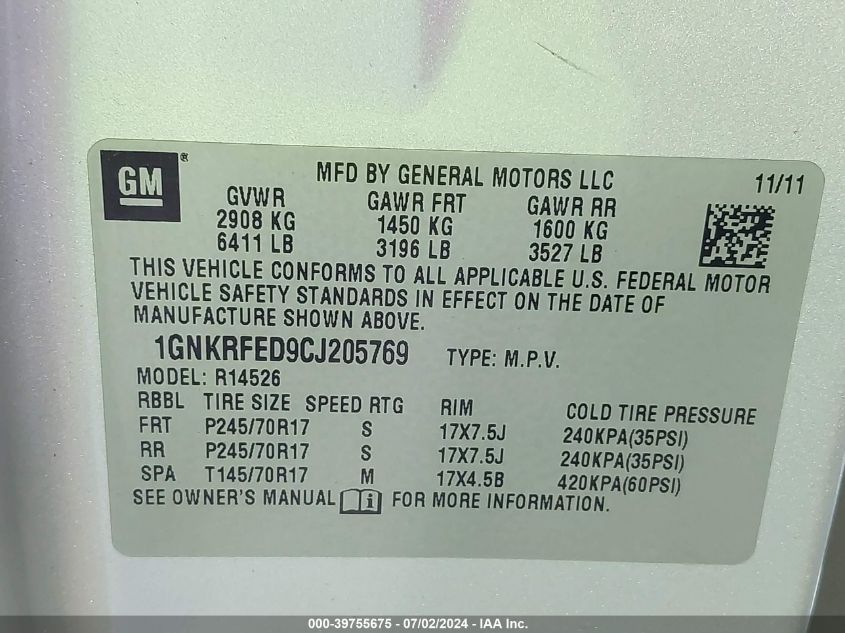 GM ® MFD BY GENERAL MOTORS LLC 11/11
GVWR GAWR FRT GAWR RR
2908 KG 1450 KG 1600 KG
6411 LB 3196 LB 3527 LB
THIS VEHICLE CONFORMS TO ALL APPLICABLE U.S. FEDERAL MOTOR
VEHICLE SAFETY STANDARDS IN EFFECT ON THE DATE OF
MANUFACTURE SHOWN ABOVE.
1GNKRFED9CJ205769 TYPE: M.P.V.
MODEL: R14526
RBBL TIRE SIZE SPEED RTG RIM COLD TIRE PRESSURE
FRT P245/70R17 S 17X7.5J 240KPA(35PSI)
RR P245/70R17 S 17X7.5J 240KPA(35PSI)
SPA T145/70R17 M 17X4.5B 420KPA(60PSI)
SEE OWNER'S MANUAL i FOR MORE INFORMATION.
000-39755675 - 07/02/2024 - IAA Inc.